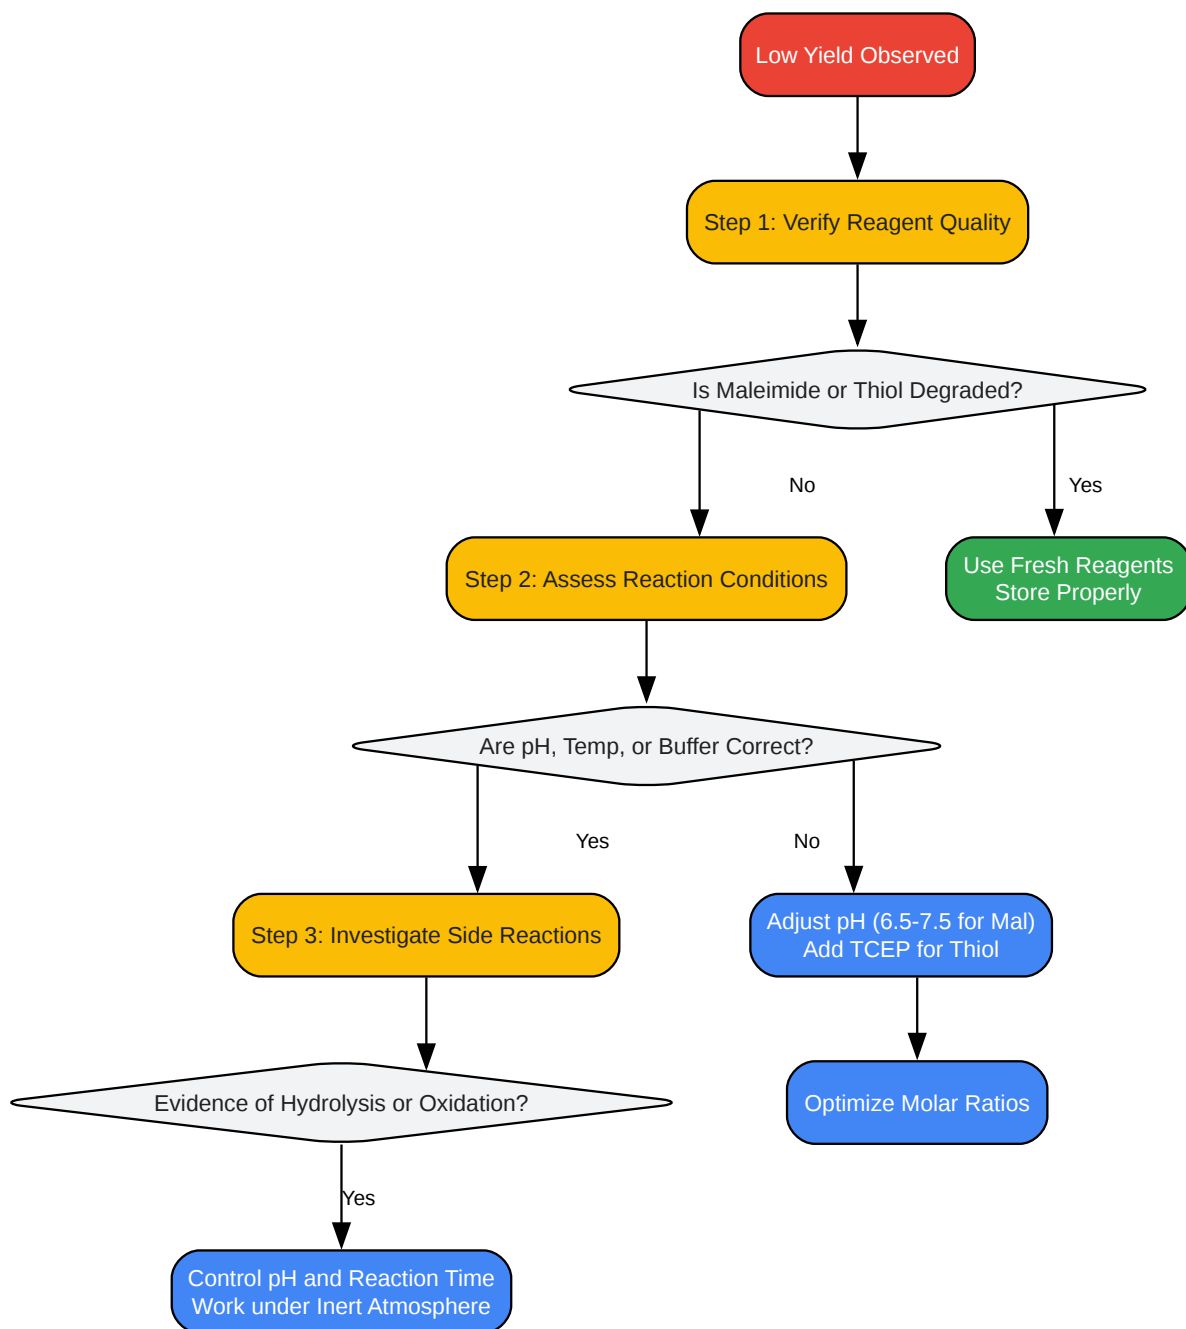 Low Yield Observed
Step 1: Verify Reagent Quality
Is Maleimide or Thiol Degraded?
No
Yes
Step 2: Assess Reaction Conditions
Use Fresh Reagents
Store Properly
Are pH, Temp, or Buffer Correct?
Yes
No
Step 3: Investigate Side Reactions
Adjust pH (6.5-7.5 for Mal)
Add TCEP for Thiol
Evidence of Hydrolysis or Oxidation?
Optimize Molar Ratios
Yes
Control pH and Reaction Time
Work under Inert Atmosphere